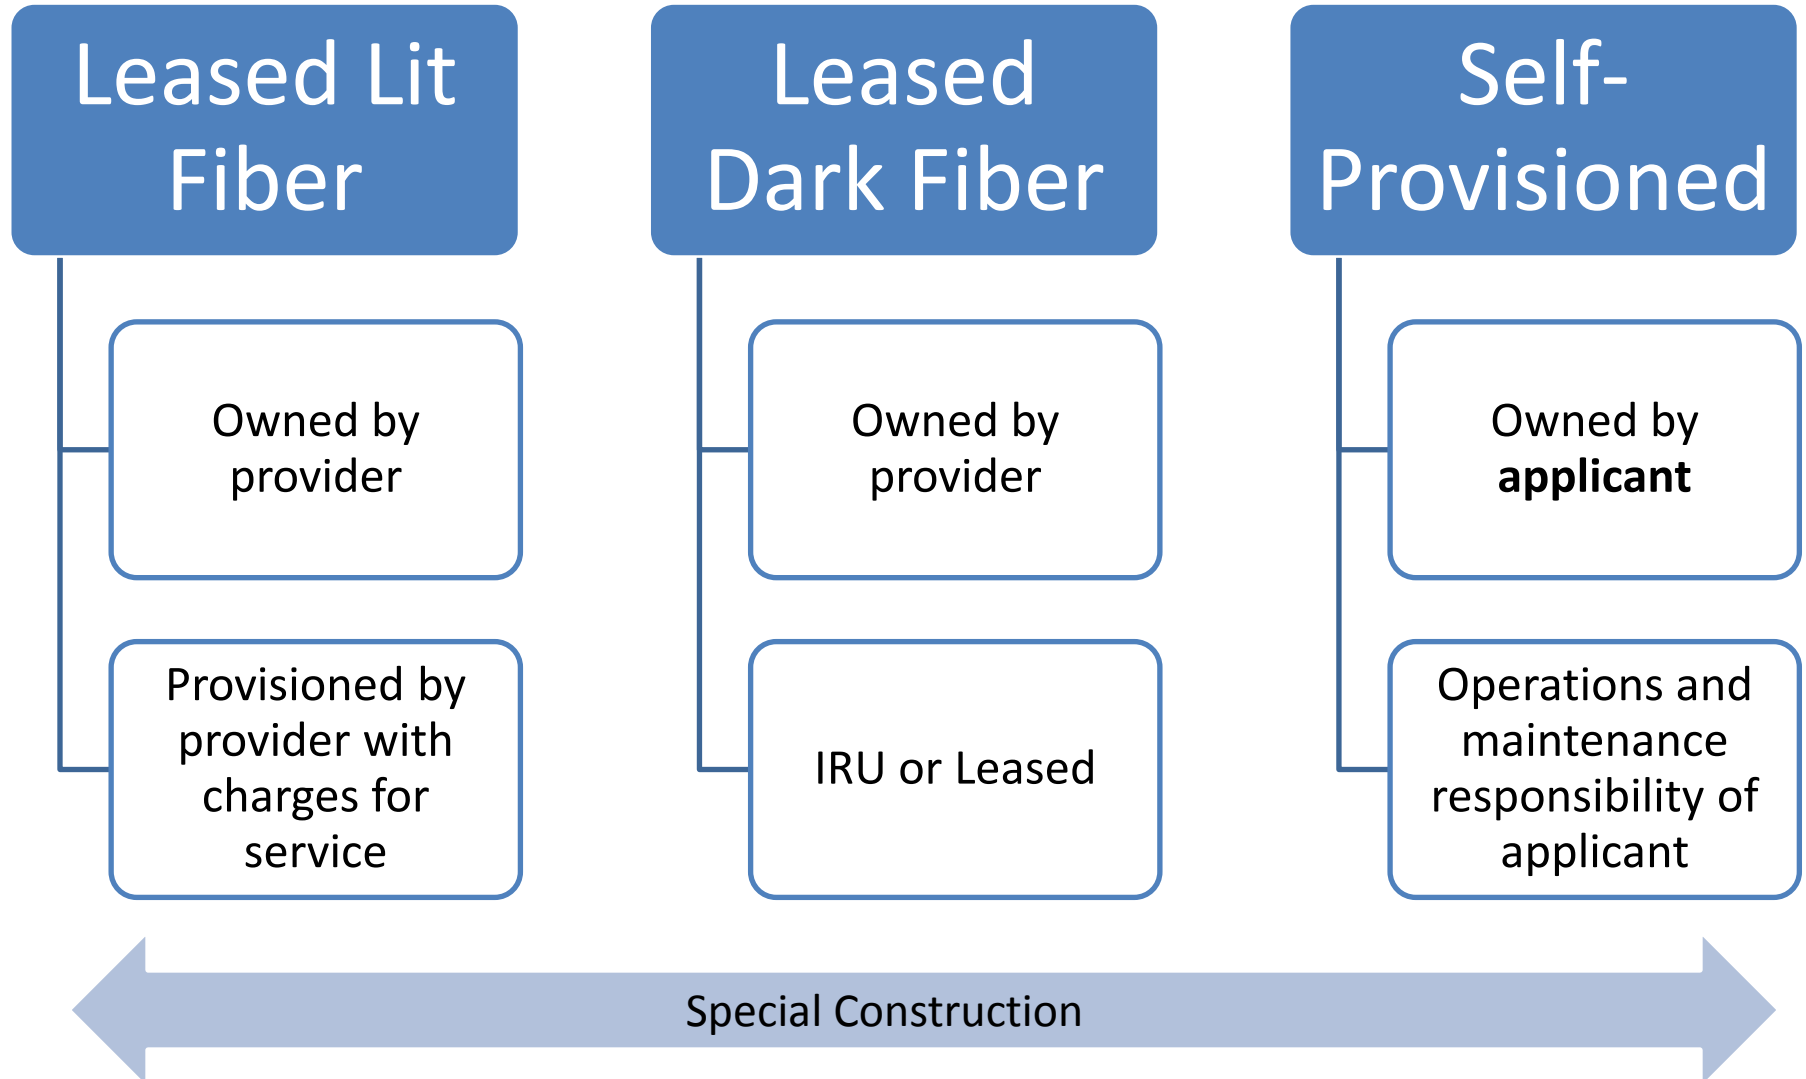 Leased Lit
Fiber
Owned by
provider
Provisioned by
provider with
charges for
service
Leased
Dark Fiber
Owned by
provider
IRU or Leased
Self-
Provisioned
Owned by
applicant
Operations and
maintenance
responsibility of
applicant
Special Construction